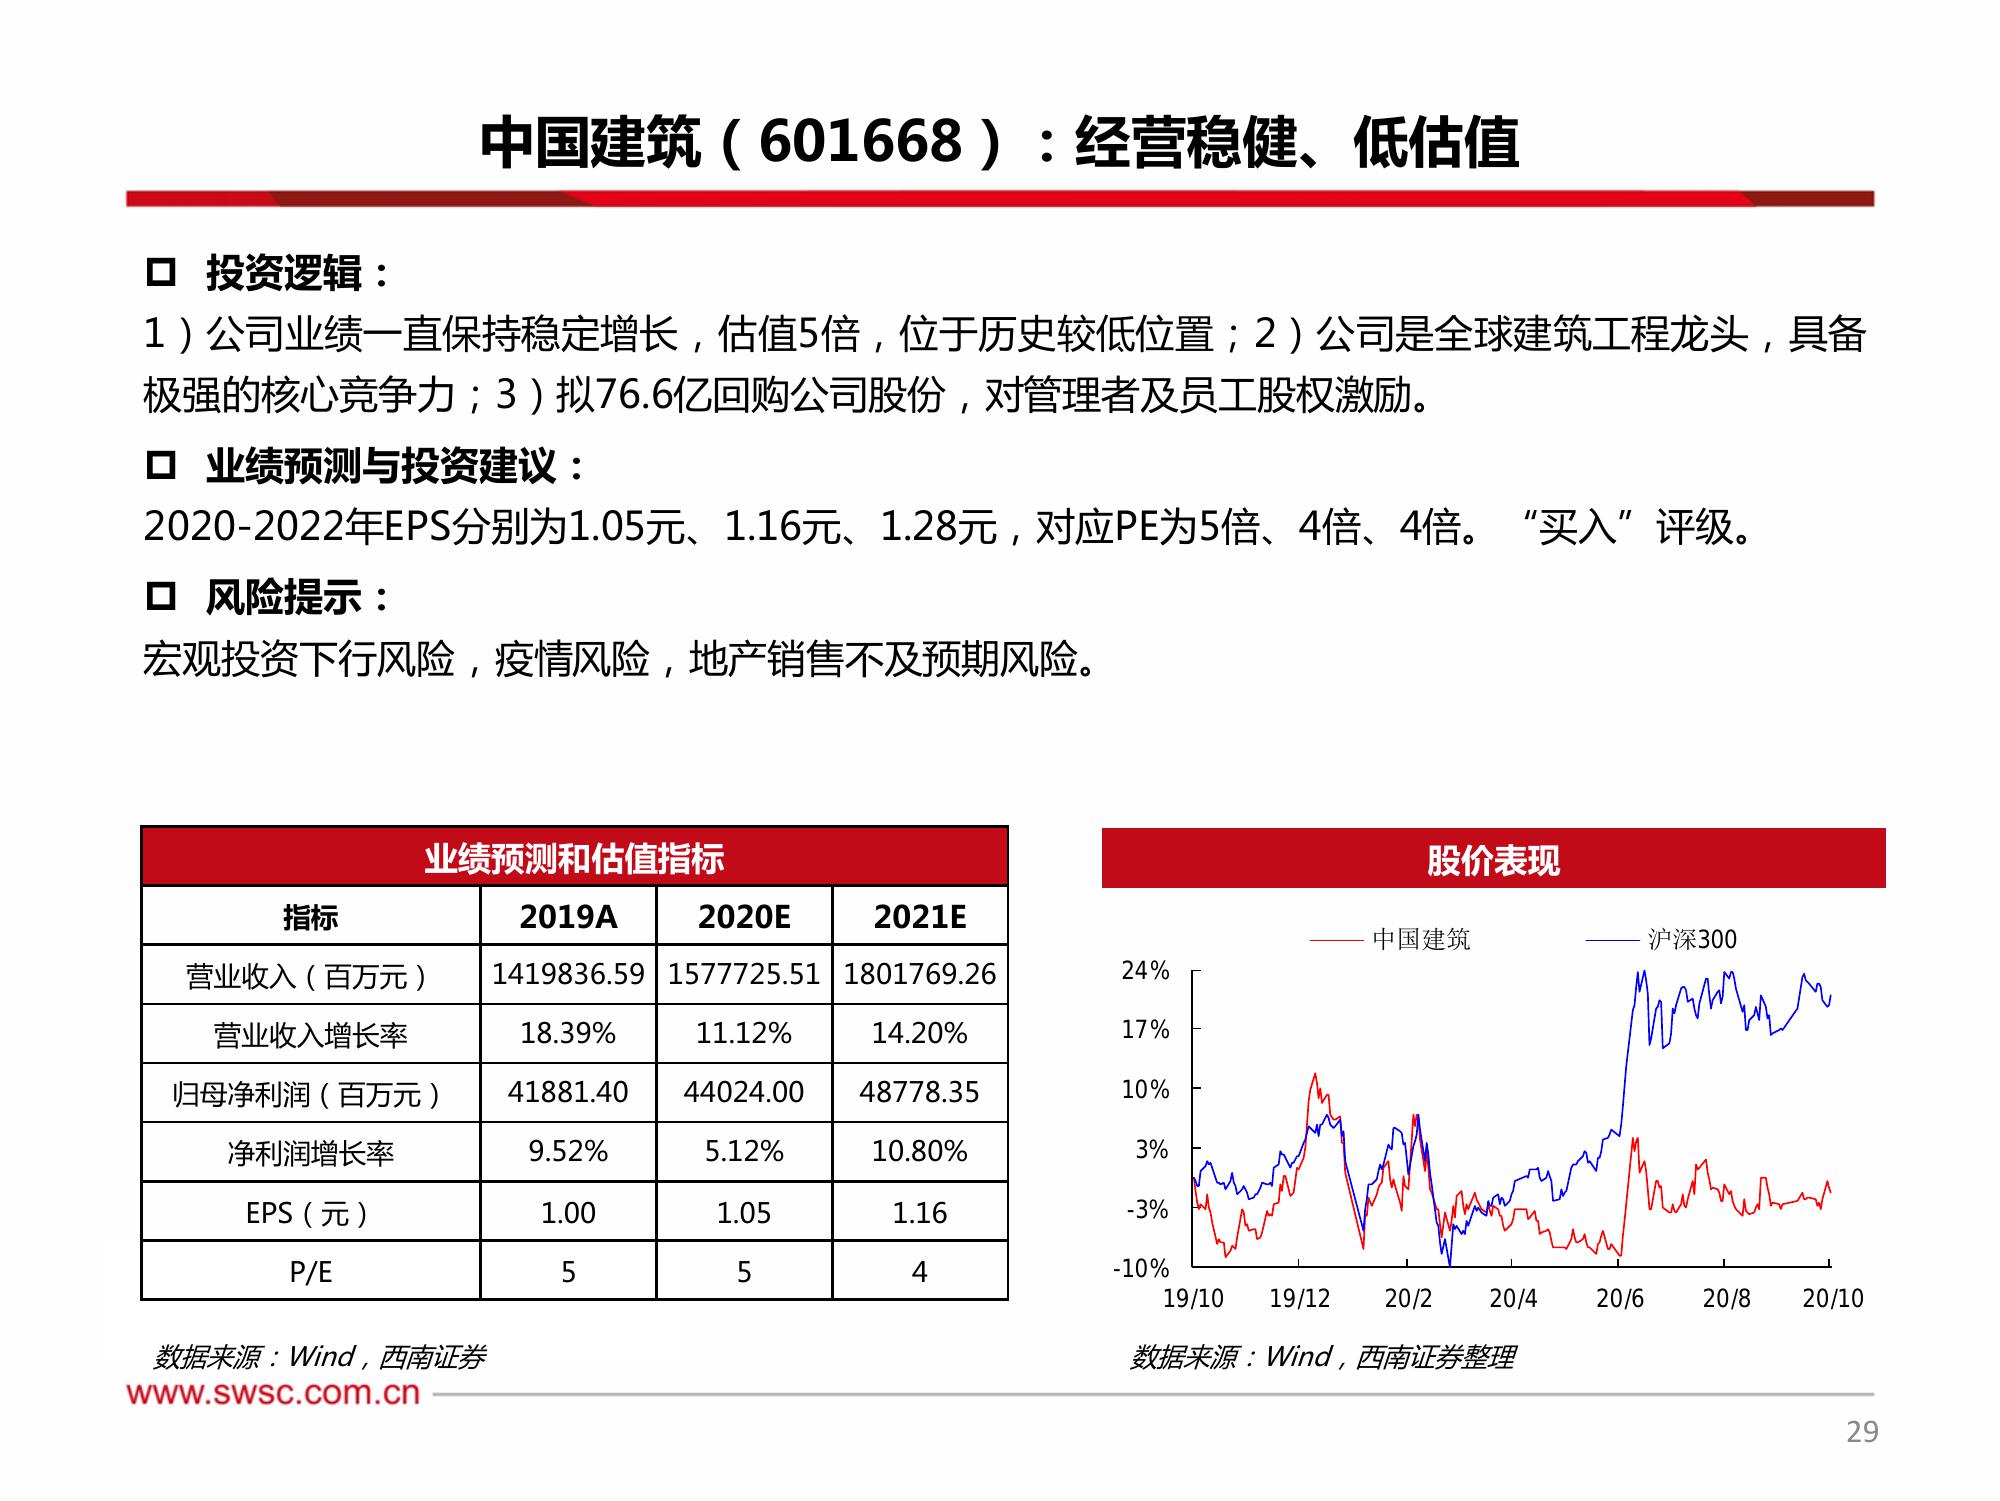 中国建筑（601668）：经营稳健、低估值
投资逻辑：
1）公司业绩一直保持稳定增长，估值5倍，位于历史较低位置；2）公司是全球建筑工程龙头，具备
极强的核心竞争力；3）拟76.6亿回购公司股份，对管理者及员工股权激励。
业绩预测与投资建议：
2020-2022年EPS分别为1.05元、1.16元、1.28元，对应PE为5倍、4倍、4倍。“买入”评级。
风险提示：
宏观投资下行风险，疫情风险，地产销售不及预期风险。
业绩预测和估值指标
指标 2019A 2020E 2021E
营业收入（百万元） 1419836.59 1577725.51 1801769.26
营业收入增长率 18.39% 11.12% 14.20%
归母净利润（百万元） 41881.40 44024.00 48778.35
净利润增长率 9.52% 5.12% 10.80%
EPS（元） 1.00 1.05 1.16
P/E 5 5 4
数据来源：Wind，西南证券
股价表现
中国建筑 沪深300
24%
17%
10%
3%
-3%
-10%
19/10 19/12 20/2 20/4 20/6 20/8 20/10
数据来源：Wind，西南证券整理
www.swsc.com.cn
29